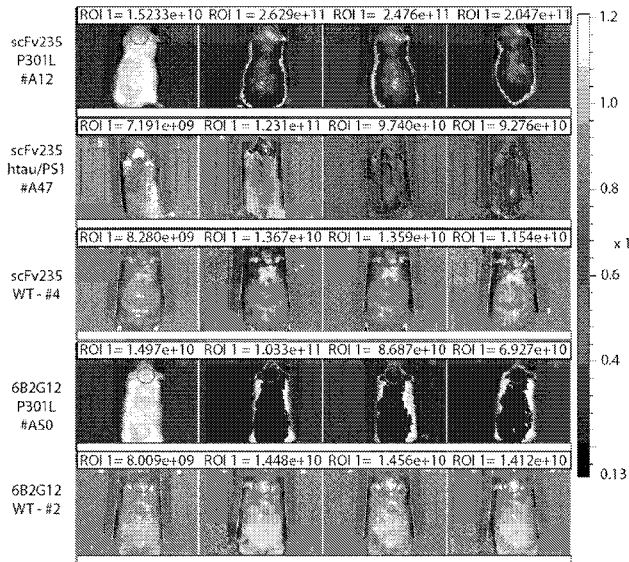 ROI 1= 1.5233e+10 ROI 1= 2.629e+11 ROI 1= 2.476e+11 ROI 1= 2.047e+11
scFv235
P301L
#A12
ROI 1= 7.191e+09 ROI 1= 1.231e+11 ROI 1= 9.740e+10 ROI 1= 9.276e+10
scFv235
htau/PS1
#A47
ROI 1= 8.280e+09 ROI 1= 1.367e+10 ROI 1= 1.359e+10 ROI 1= 1.154e+10
scFv235
WT - #4
ROI 1= 1.497e+10 ROI 1= 1.033e+11 ROI 1= 8.687e+10 ROI 1= 6.927e+10
6B2G12
P301L
#A50
ROI 1= 8.009e+09 ROI 1= 1.448e+10 ROI 1= 1.456e+10 ROI 1= 1.412e+10
6B2G12
WT - #2
1.2
1.0
0.8
x 1
0.6
0.4
0.13